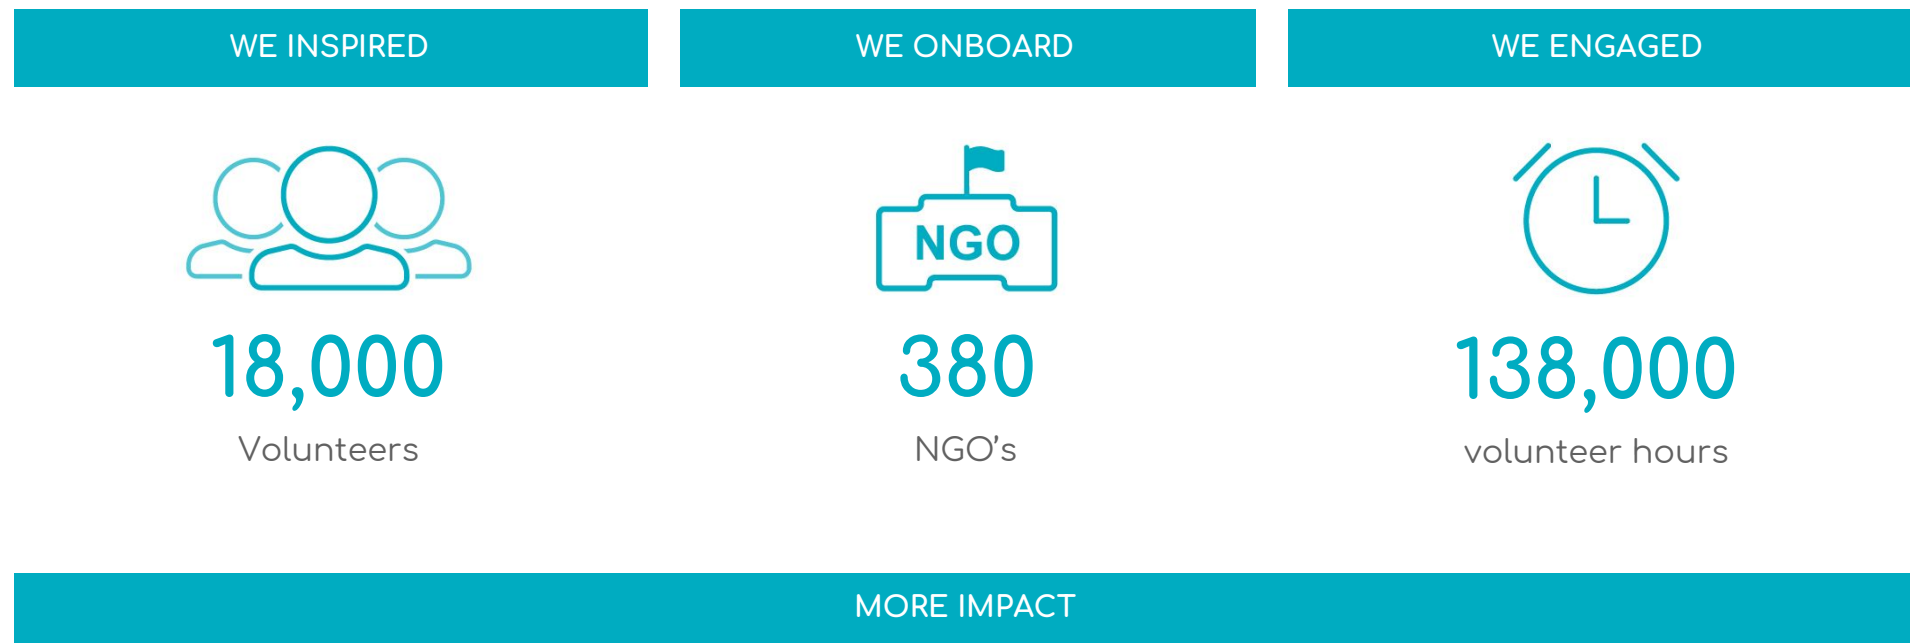 WE INSPIRED
WE ONBOARD
WE ENGAGED
NGO
18,000
380
138,000
Volunteers
NGO’s
volunteer hours
MORE IMPACT